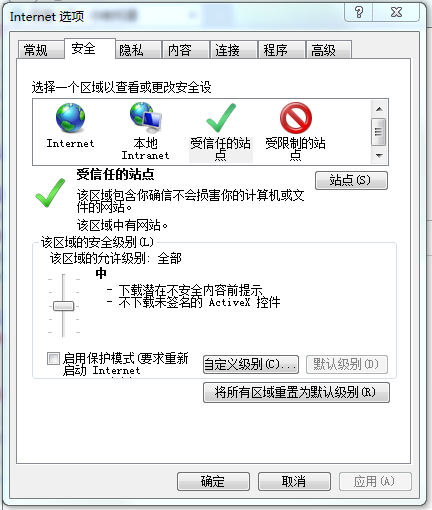 Internet 选项
常规
安全
隐私
内容
连接
程序
高级
选择一个区域以查看或更改安全设
Internet
本地
Intranet
受信任的站
点
受限制的站
点
受信任的站点
站点(S)
该区域包含你确信不会损害你的计算机或文
件的网站。
该区域中有网站。
该区域的安全级别(L)
该区域的允许级别: 全部
中
- 下载潜在不安全内容前提示
- 不下载未签名的 ActiveX 控件
启用保护模式(要求重新
启动 Internet
自定义级别(C)...
默认级别(D)
将所有区域重置为默认级别(R)
确定
取消
应用(A)